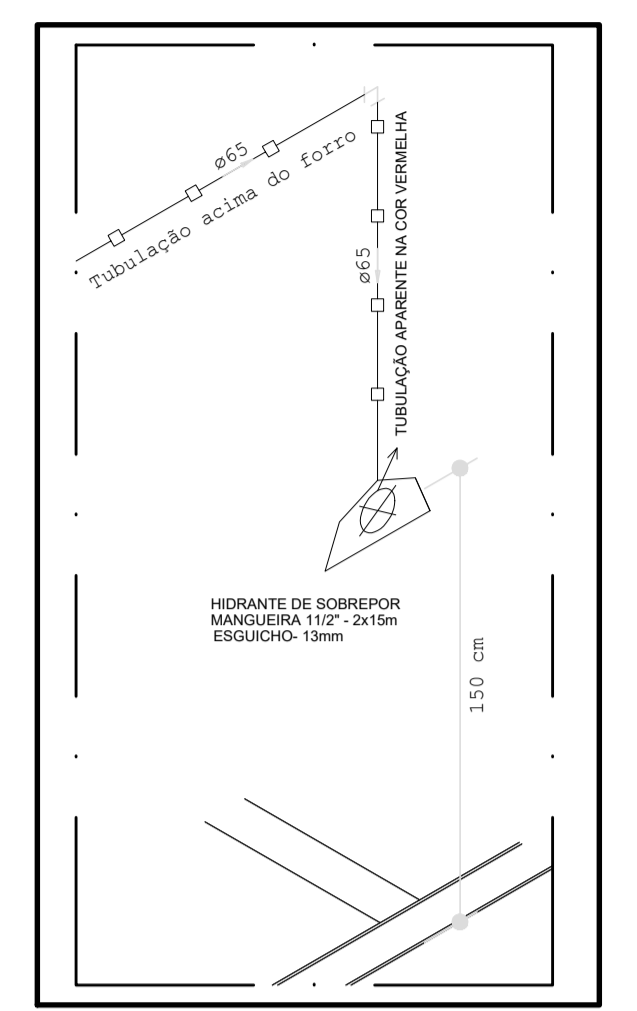 ø65
Tubulação acima do forro
ø65
TUBULAÇÃO APARENTE NA COR VERMELHA
HIDRANTE DE SOBREPOR
MANGUEIRA 11/2" - 2x15m
ESGUICHO- 13mm
150 cm